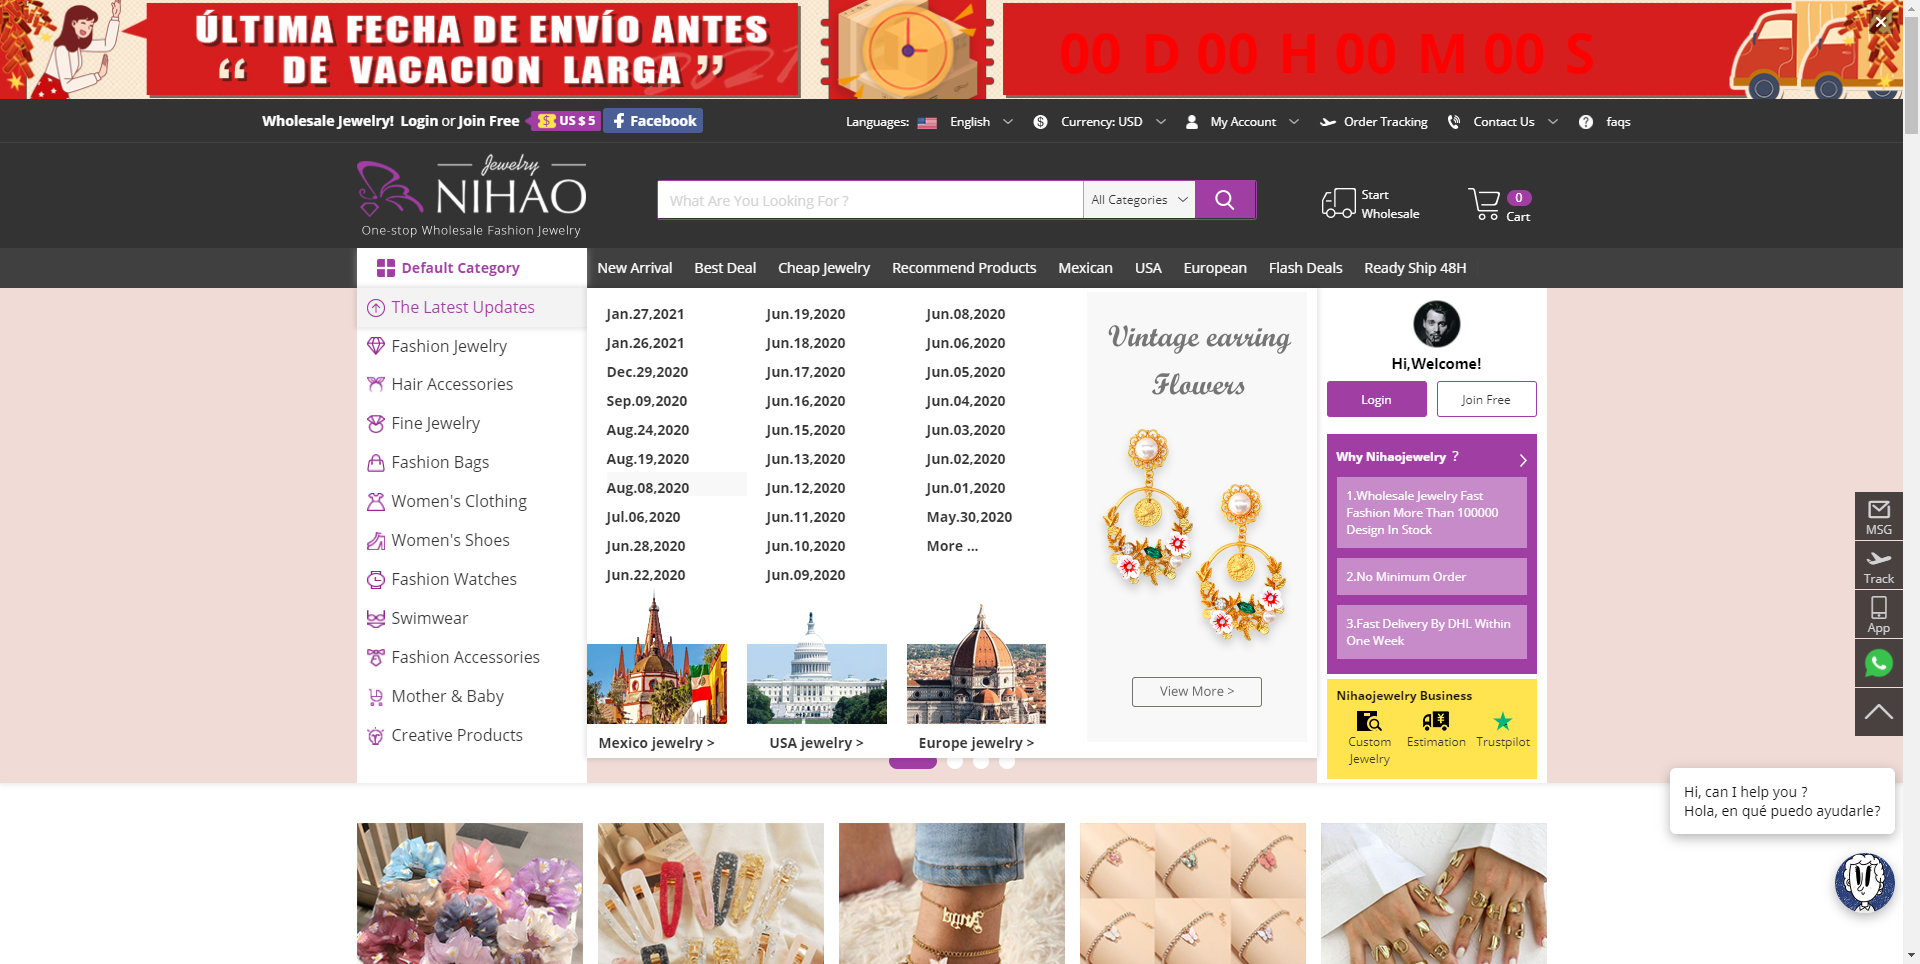 ÚLTIMA FECHA DE ENVÍO ANTES
“ DE VACACION LARGA ”
00 D 00 H 00 M 00 S
Wholesale Jewelry! Login or Join Free US $ 5 Facebook
Languages: English Currency: USD My Account Order Tracking Contact Us faqs
Jewelry
NIHAO
One-stop Wholesale Fashion Jewelry
What Are You Looking For ?
All Categories
Start
Wholesale
0
Cart
Default Category
New Arrival Best Deal Cheap Jewelry Recommend Products Mexican USA European Flash Deals Ready Ship 48H
The Latest Updates
Fashion Jewelry
Hair Accessories
Fine Jewelry
Fashion Bags
Women's Clothing
Women's Shoes
Fashion Watches
Swimwear
Fashion Accessories
Mother & Baby
Creative Products
Jan.27,2021
Jan.26,2021
Dec.29,2020
Sep.09,2020
Aug.24,2020
Aug.19,2020
Aug.08,2020
Jul.06,2020
Jun.28,2020
Jun.22,2020
Jun.19,2020
Jun.18,2020
Jun.17,2020
Jun.16,2020
Jun.15,2020
Jun.13,2020
Jun.12,2020
Jun.11,2020
Jun.10,2020
Jun.09,2020
Jun.08,2020
Jun.06,2020
Jun.05,2020
Jun.04,2020
Jun.03,2020
Jun.02,2020
Jun.01,2020
May.30,2020
More ...
Mexico jewelry >
USA jewelry >
Europe jewelry >
Vintage earring
Flowers
View More >
Hi,Welcome!
Login
Join Free
Why Nihaojewelry ?
1.Wholesale Jewelry Fast
Fashion More Than 100000
Design In Stock
2.No Minimum Order
3.Fast Delivery By DHL Within
One Week
Nihaojewelry Business
Custom
Jewelry
Estimation
Trustpilot
MSG
Track
App
Hi, can I help you ?
Hola, en qué puedo ayudarle?